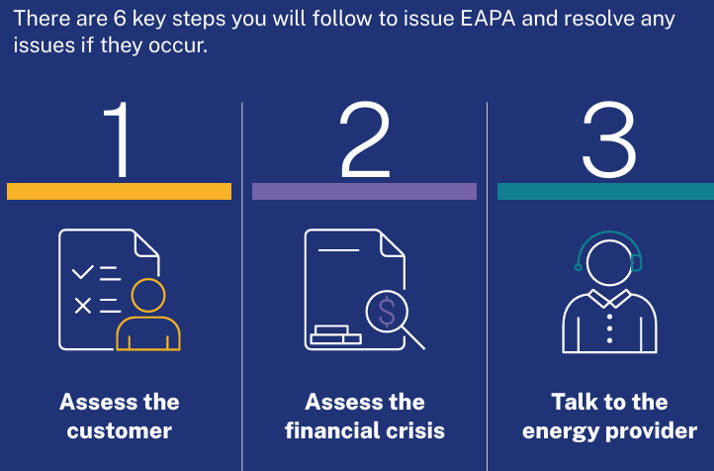 There are 6 key steps you will follow to issue EAPA and resolve any
issues if they occur.
1
2
3
$
Assess the
customer
Assess the
financial crisis
Talk to the
energy provider